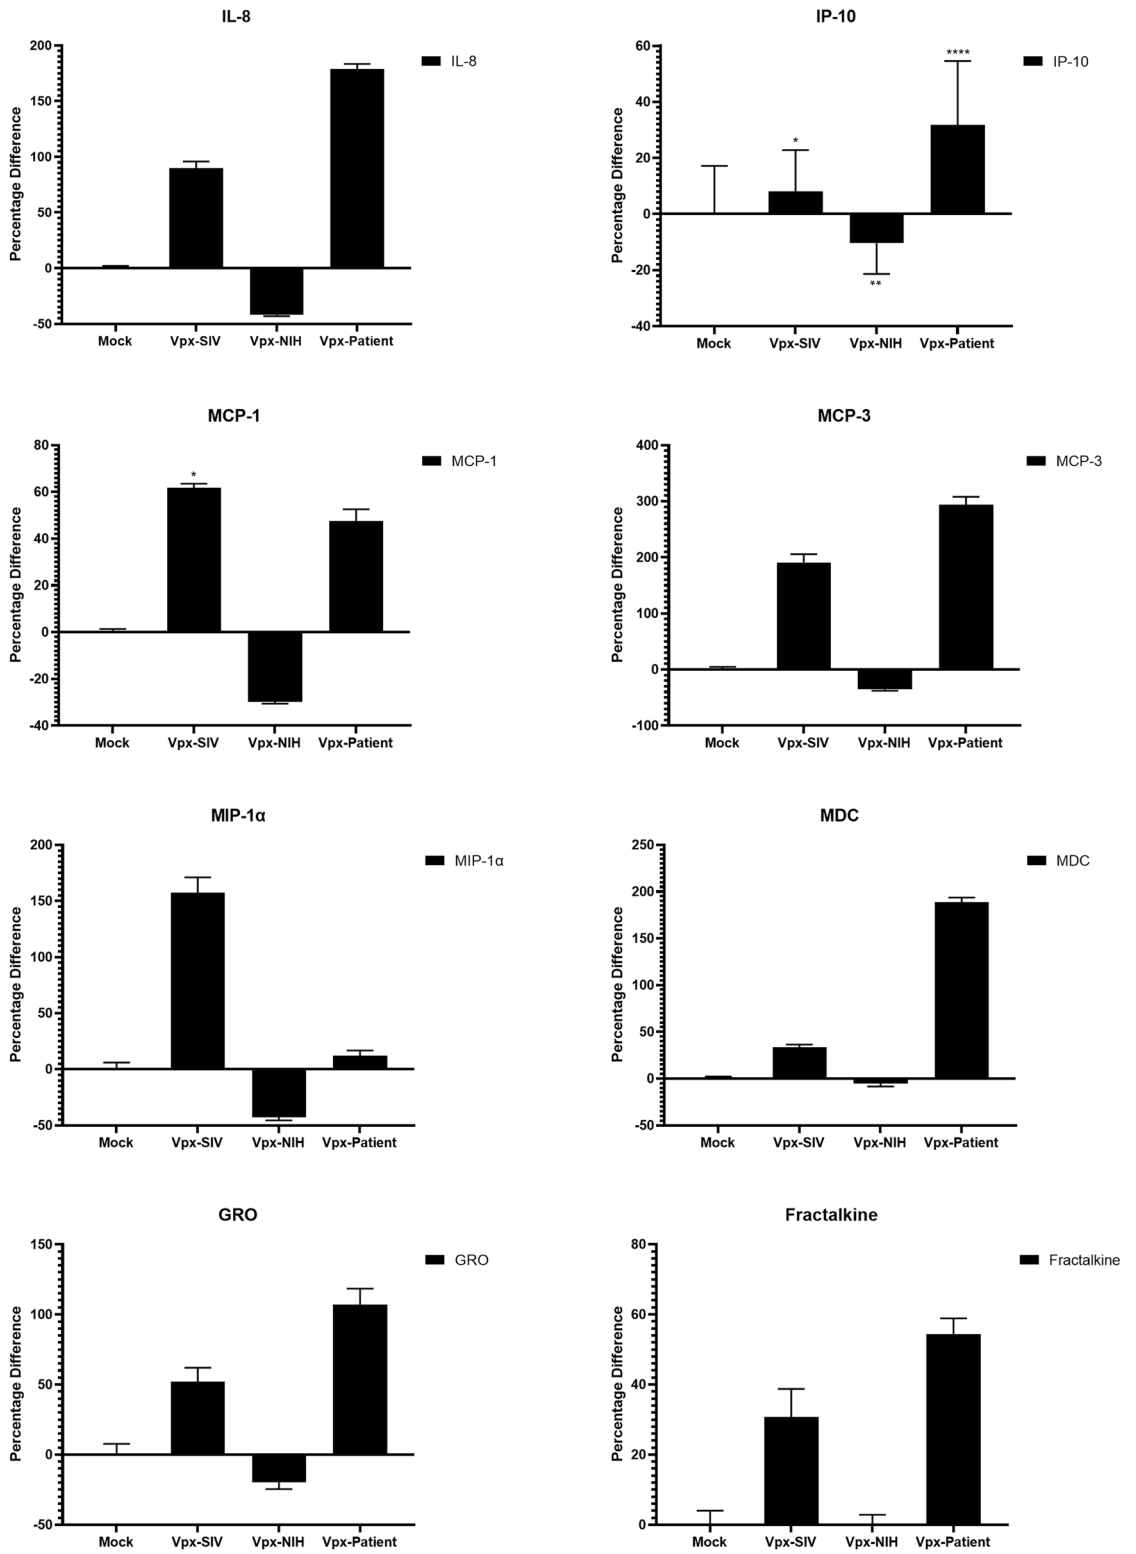 IL-8
IL-8
Percentage Difference
200
150
100
50
0
-50
Mock Vpx-SIV Vpx-NIH Vpx-Patient
IP-10
IP-10
Percentage Difference
60
40
20
0
-20
-40
*
**
****
Mock Vpx-SIV Vpx-NIH Vpx-Patient
MCP-1
MCP-1
Percentage Difference
80
60
40
20
0
-20
-40
*
Mock Vpx-SIV Vpx-NIH Vpx-Patient
MCP-3
MCP-3
Percentage Difference
400
300
200
100
0
-100
Mock Vpx-SIV Vpx-NIH Vpx-Patient
MIP-1α
MIP-1α
Percentage Difference
200
150
100
50
0
-50
Mock Vpx-SIV Vpx-NIH Vpx-Patient
MDC
MDC
Percentage Difference
250
200
150
100
50
0
-50
Mock Vpx-SIV Vpx-NIH Vpx-Patient
GRO
GRO
Percentage Difference
150
100
50
0
-50
Mock Vpx-SIV Vpx-NIH Vpx-Patient
Fractalkine
Fractalkine
Percentage Difference
80
60
40
20
0
Mock Vpx-SIV Vpx-NIH Vpx-Patient